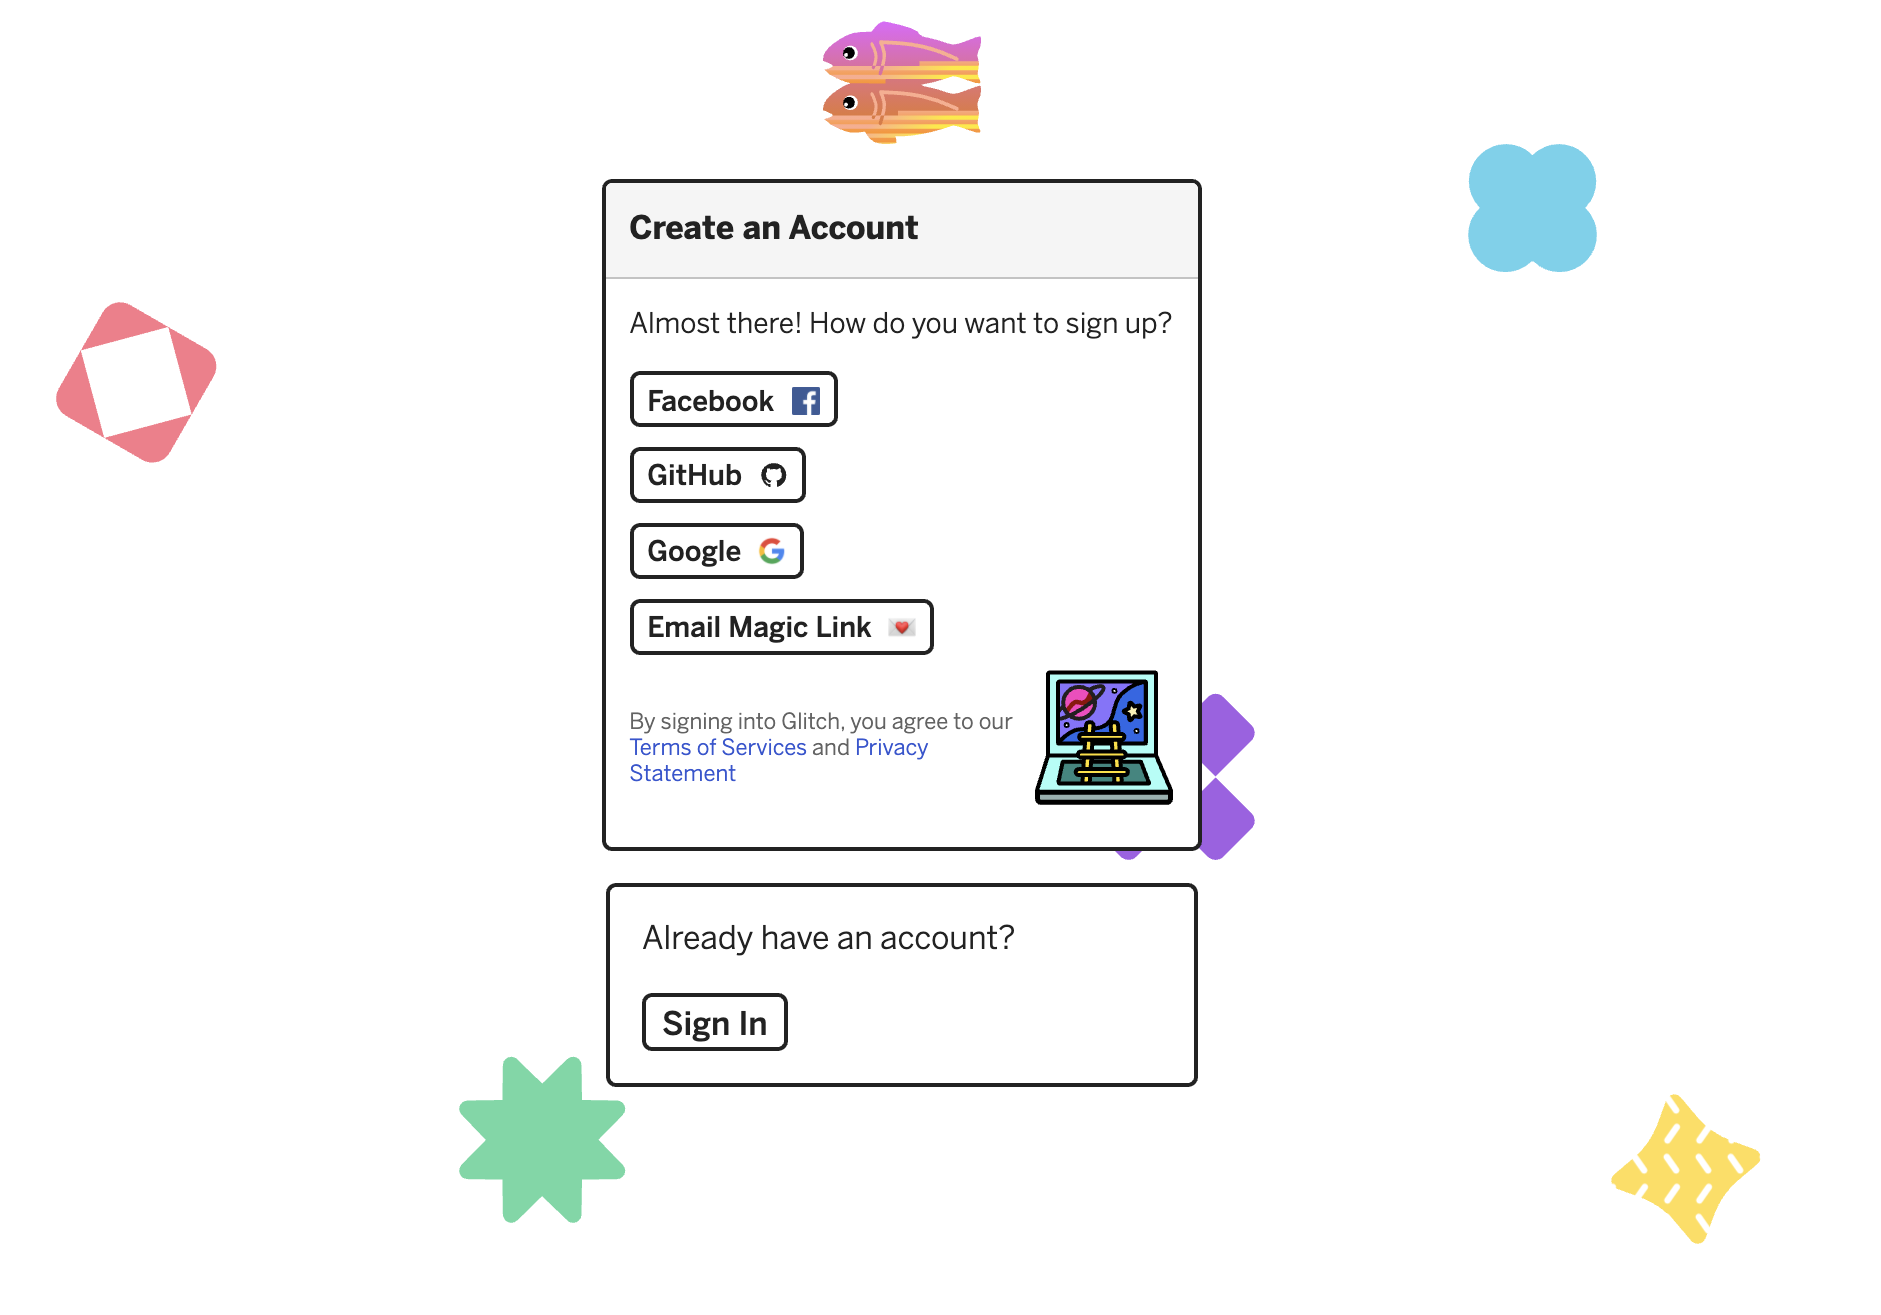 Create an Account
Almost there! How do you want to sign up?
Facebook
GitHub
Google
Email Magic Link
By signing into Glitch, you agree to our
Terms of Services and Privacy
Statement
Already have an account?
Sign In